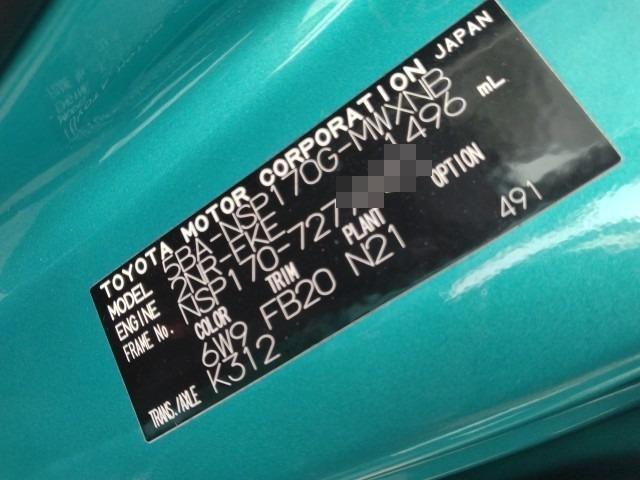 TOYOTA MOTOR CORPORATION JAPAN
MODEL 5BA-NSP170G-MWXNB
ENGINE 2NR-FKE 1496 mL
FRAME No. NSP170-727
COLOR TRIM PLANT OPTION
6W9 FB20 N21 491
TRANS./AXLE K312